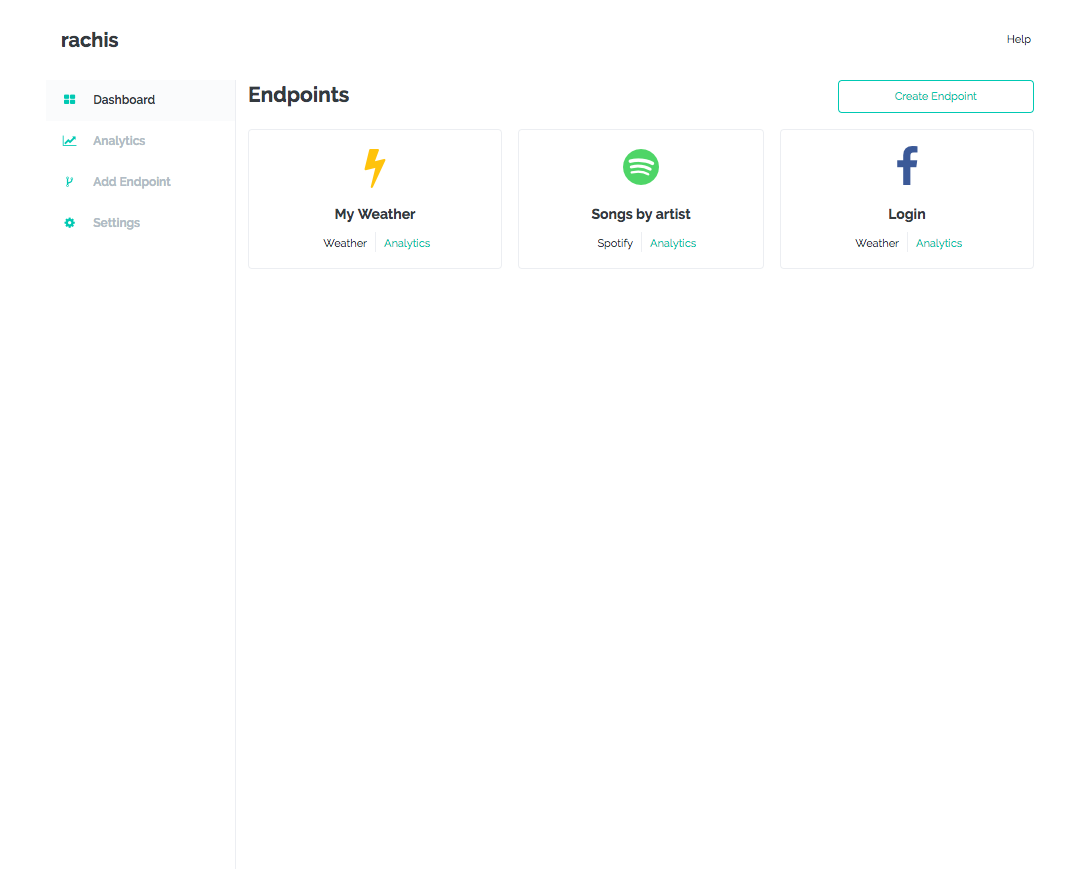 rachis
Help
Dashboard
Analytics
Add Endpoint
Settings
Endpoints
Create Endpoint
My Weather
Weather Analytics
Songs by artist
Spotify Analytics
Login
Weather Analytics